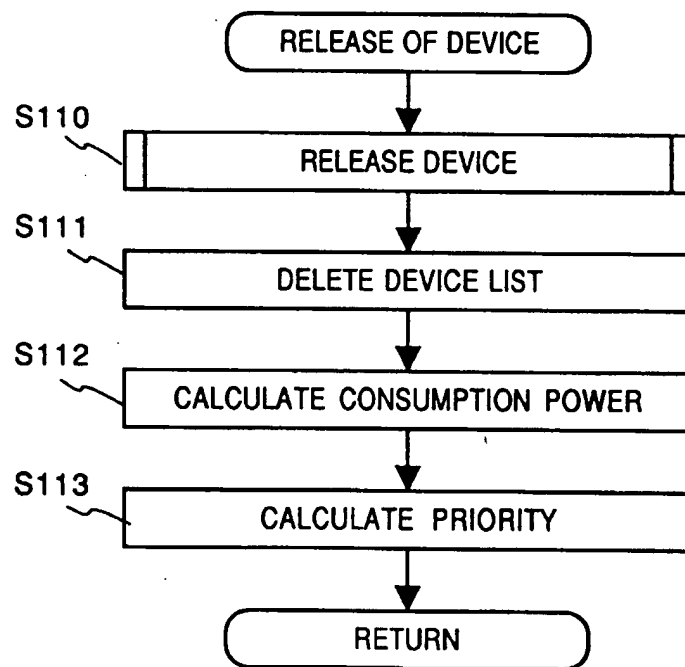 RELEASE OF DEVICE
S110
RELEASE DEVICE
S111
DELETE DEVICE LIST
S112
CALCULATE CONSUMPTION POWER
S113
CALCULATE PRIORITY
RETURN